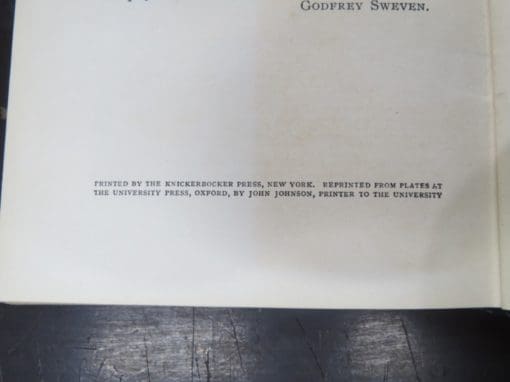 GODFREY SWEVEN.
PRINTED BY THE KNICKERBOCKER PRESS, NEW YORK. REPRINTED FROM PLATES AT
THE UNIVERSITY PRESS, OXFORD, BY JOHN JOHNSON, PRINTER TO THE UNIVERSITY